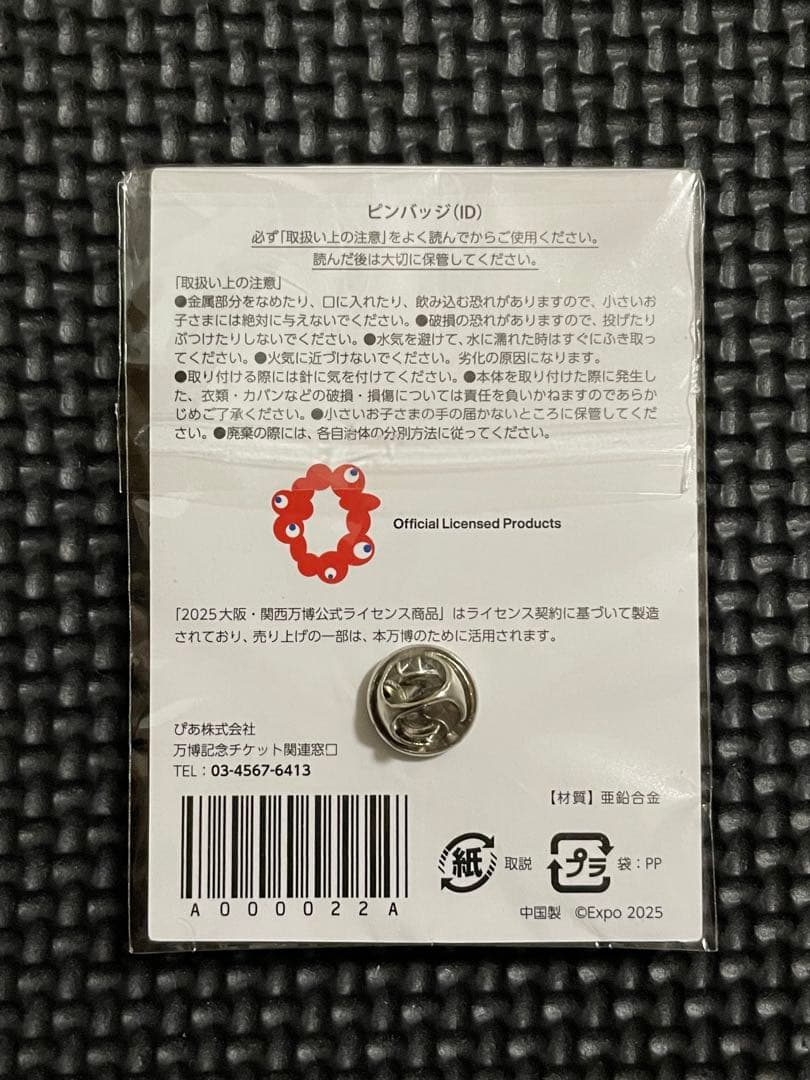 ピンバッジ(ID)
必ず「取扱い上の注意」をよく読んでからご使用ください。
読んだ後は大切に保管してください。
「取扱い上の注意」
●金属部分をなめたり、口に入れたり、飲み込む恐れがありますので、小さいお
子さまには絶対に与えないでください。●破損の恐れがありますので、投げたり
ぶつけたりしないでください。●水気を避けて、水に濡れた時はすぐにふき取っ
てください。●火気に近づけないでください。劣化の原因になります。
●取り付ける際には針に気を付けてください。●本体を取り付けた際に発生し
た、衣類・カバンなどの破損・損傷については責任を負いかねますのであらか
じめご了承ください。●小さいお子さまの手の届かないところに保管してくだ
さい。●廃棄の際には、各自治体の分別方法に従ってください。
Official Licensed Products
「2025大阪・関西万博公式ライセンス商品」はライセンス契約に基づいて製造
されており、売り上げの一部は、本万博のために活用されます。
ぴあ株式会社
万博記念チケット関連窓口
TEL：03-4567-6413
【材質】亜鉛合金
A000022A
紙 取説
プラ 袋：PP
中国製 ©Expo 2025